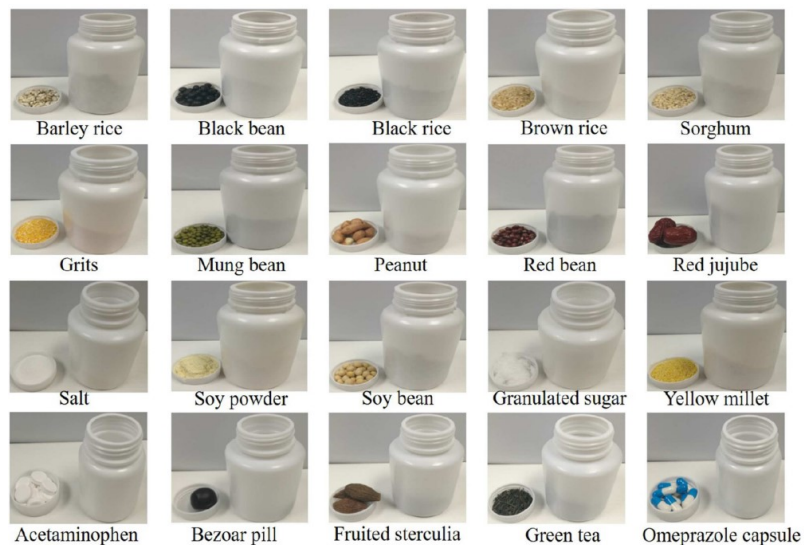 Barley rice
Black bean
Black rice
Brown rice
Sorghum
Grits
Mung bean
Peanut
Red bean
Red jujube
Salt
Soy powder
Soy bean
Granulated sugar
Yellow millet
Acetaminophen
Bezoar pill
Fruited sterculia
Green tea
Omeprazole capsule